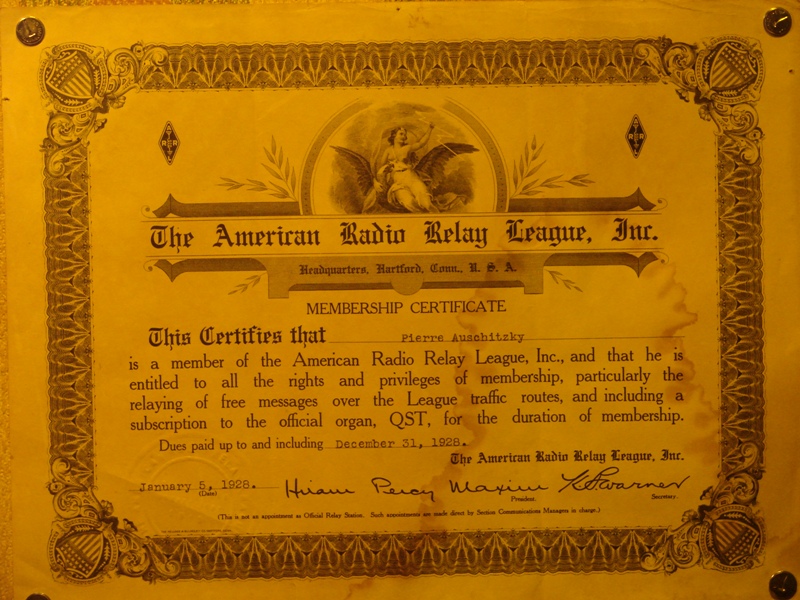 A R R L
A R R L
The American Radio Relay League, Inc.
Headquarters, Hartford, Conn., U. S. A.
MEMBERSHIP CERTIFICATE
This Certifies that Pierre Auschitzky
is a member of the American Radio Relay League, Inc., and that he is
entitled to all the rights and privileges of membership, particularly the
relaying of free messages over the League traffic routes, and including a
subscription to the official organ, QST, for the duration of membership.
Dues paid up to and including December 31, 1928.
The American Radio Relay League, Inc.
January 5, 1928. Hiram Percy Maxim K. B. Warner
(Date) President. Secretary.
(This is not an appointment as Official Relay Station. Such appointments are made direct by Section Communications Managers in charge.)